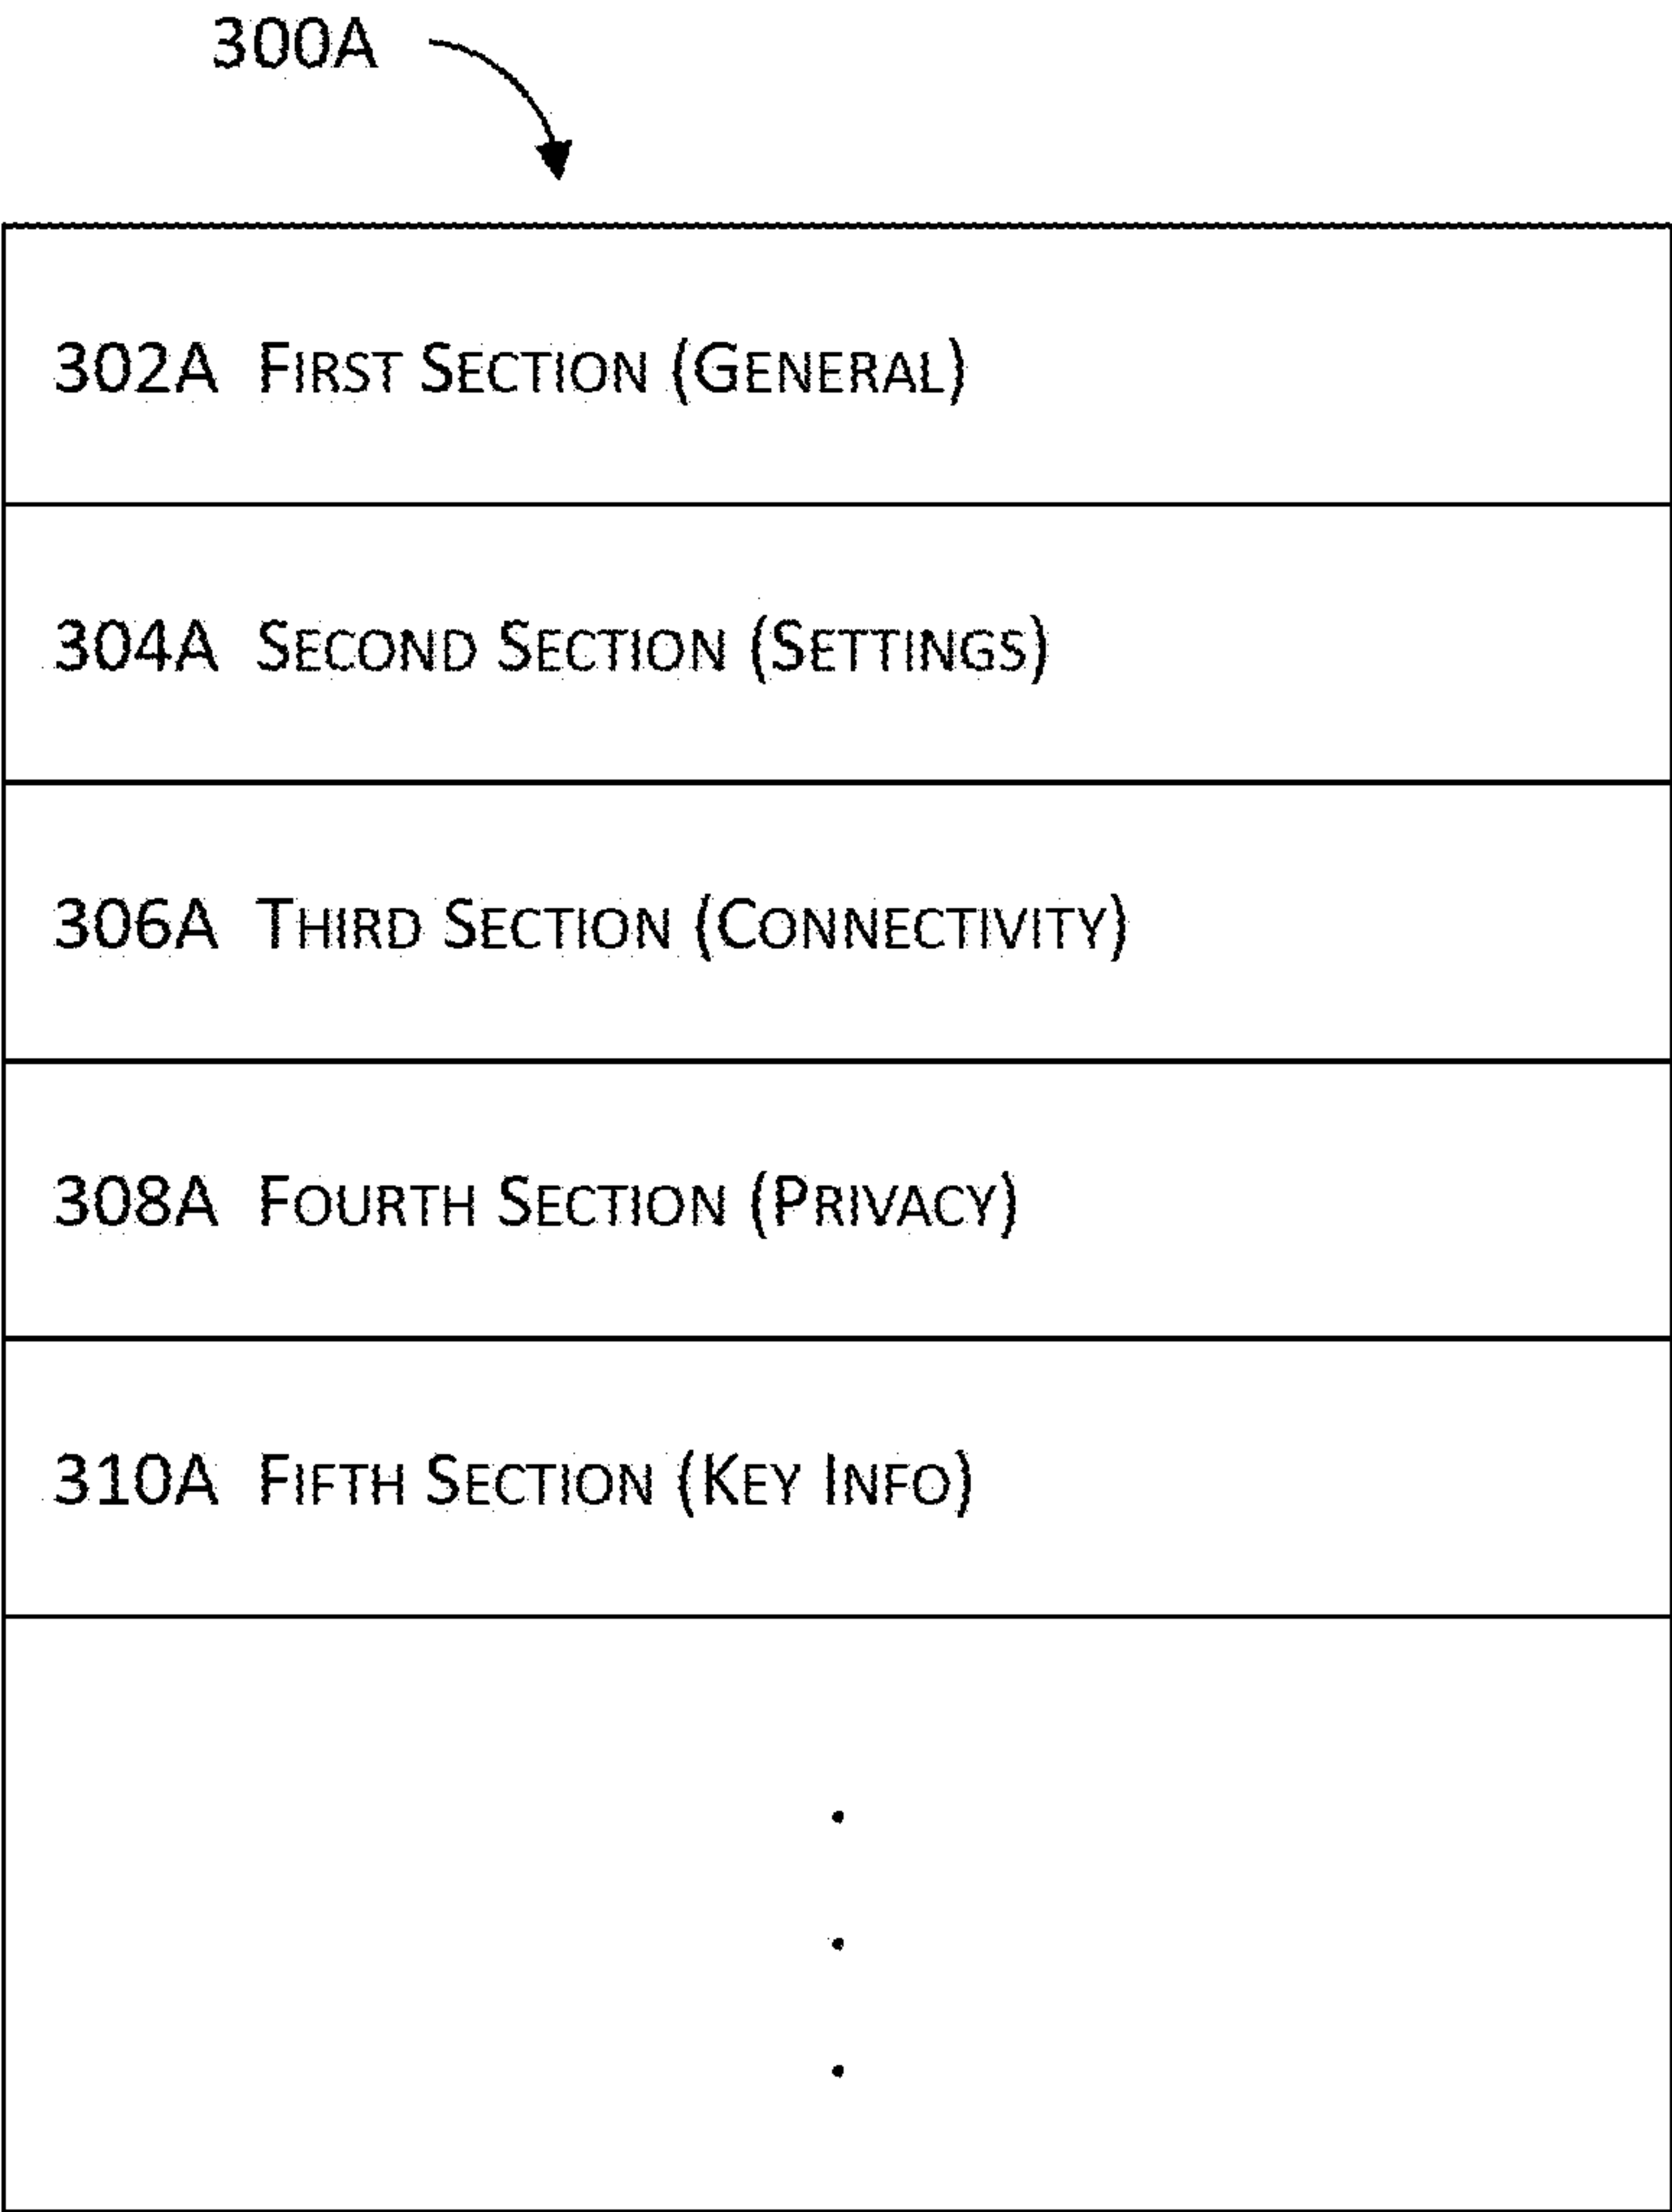 300A
302A First Section (General)
304A Second Section (Settings)
306A Third Section (Connectivity)
308A Fourth Section (Privacy)
310A Fifth Section (Key Info)